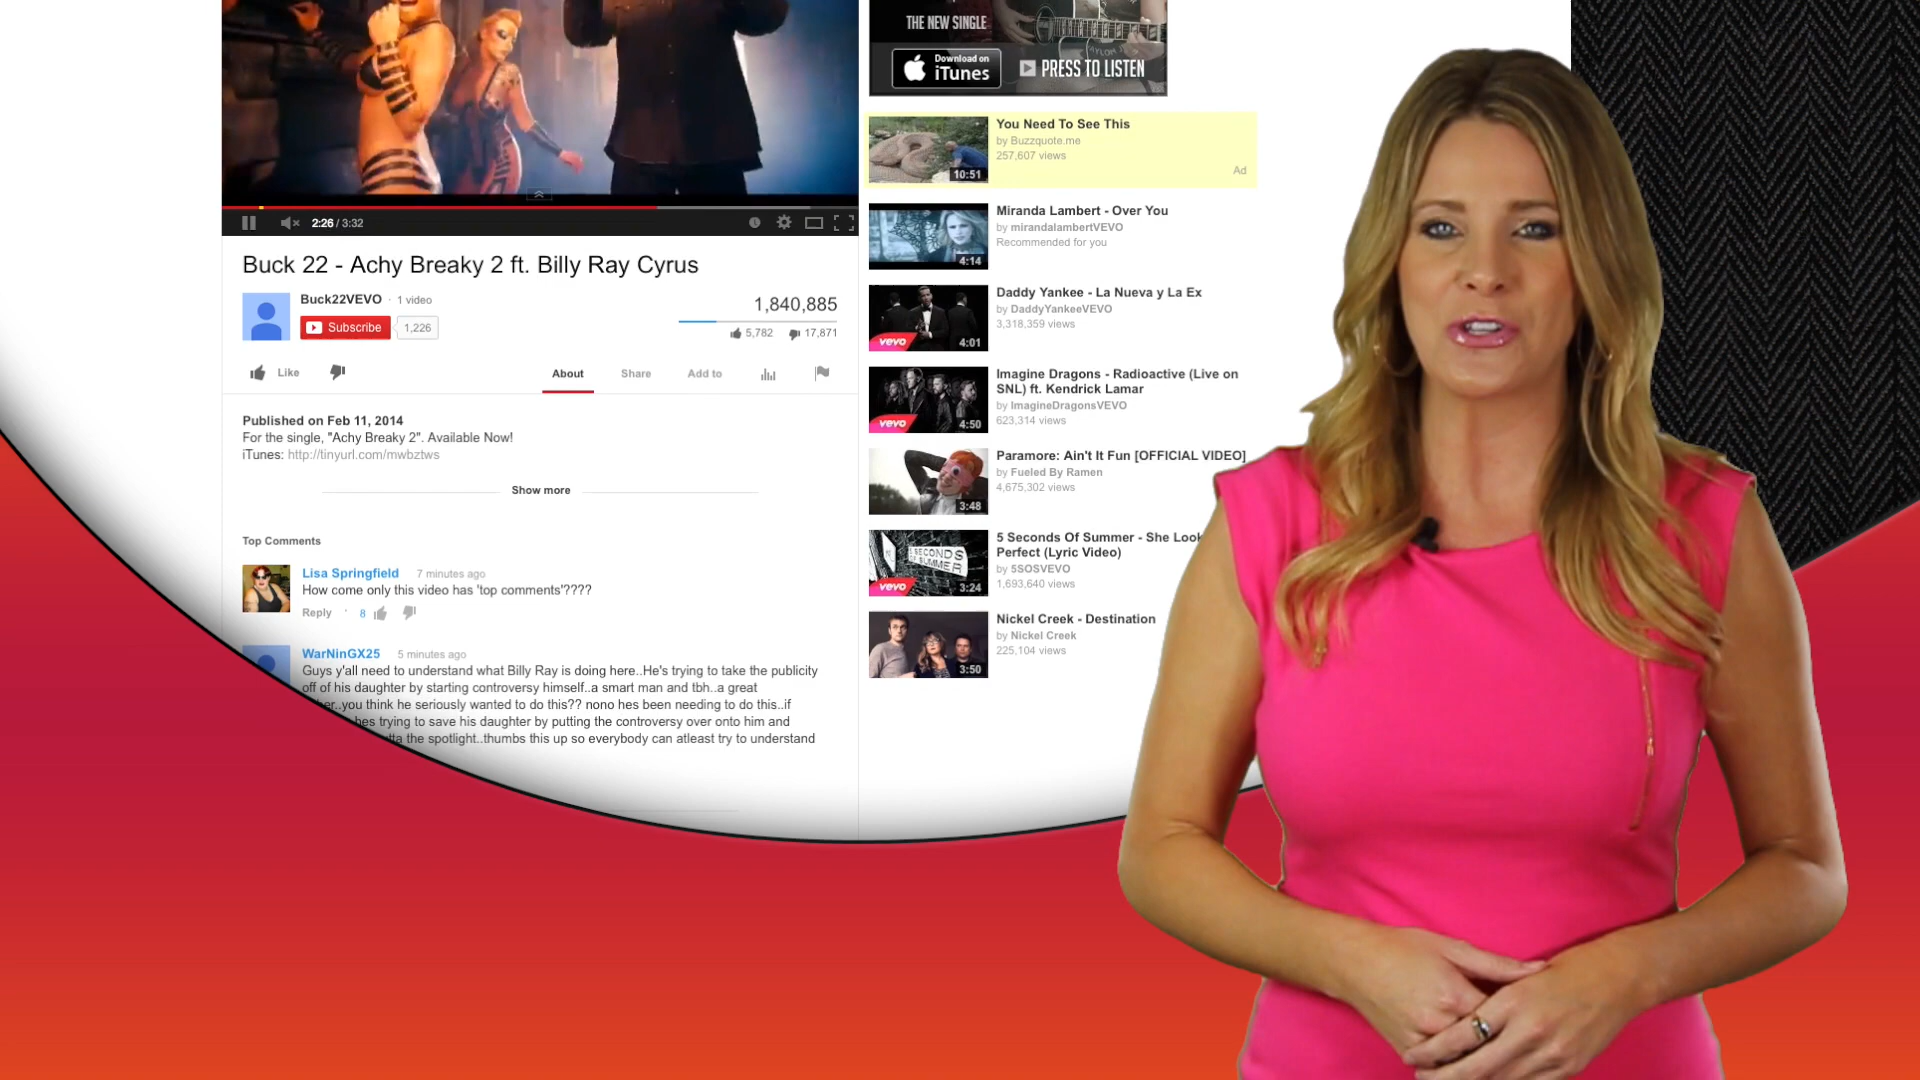 THE NEW SINGLE
Download on
iTunes
PRESS TO LISTEN
2:26 / 3:32
Buck 22 - Achy Breaky 2 ft. Billy Ray Cyrus
Buck22VEVO · 1 video
Subscribe 1,226
1,840,885
5,782 17,871
Like
About Share Add to
Published on Feb 11, 2014
For the single, "Achy Breaky 2". Available Now!
iTunes: http://tinyurl.com/mwbztws
Show more
Top Comments
Lisa Springfield 7 minutes ago
How come only this video has 'top comments'????
Reply · 8
WarNinGX25 5 minutes ago
Guys y'all need to understand what Billy Ray is doing here..He's trying to take the publicity
off of his daughter by starting controversy himself..a smart man and tbh..a great
you think he seriously wanted to do this?? nono hes been needing to do this..if
hes trying to save his daughter by putting the controversy over onto him and
the spotlight..thumbs this up so everybody can atleast try to understand
You Need To See This
by Buzzquote.me
257,607 views
Ad
10:51
Miranda Lambert - Over You
by mirandalambertVEVO
Recommended for you
4:14
Daddy Yankee - La Nueva y La Ex
by DaddyYankeeVEVO
3,318,359 views
vevo 4:01
Imagine Dragons - Radioactive (Live on
SNL) ft. Kendrick Lamar
by ImagineDragonsVEVO
623,314 views
vevo 4:50
Paramore: Ain't It Fun [OFFICIAL VIDEO]
by Fueled By Ramen
4,675,302 views
3:48
5 Seconds Of Summer - She Look
Perfect (Lyric Video)
by 5SOSVEVO
1,693,640 views
5 SECONDS
OF SUMMER
vevo 3:24
Nickel Creek - Destination
by Nickel Creek
225,104 views
3:50